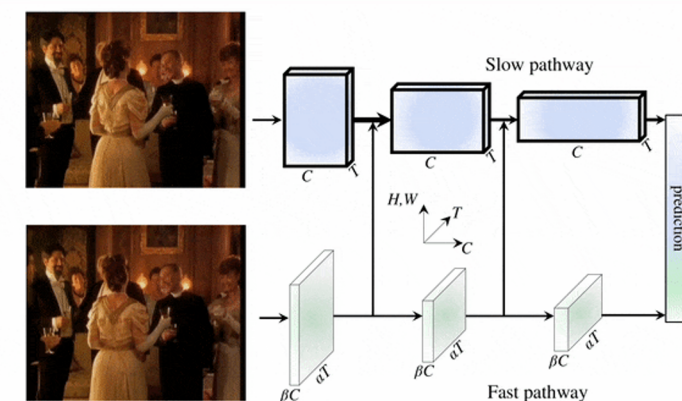 Slow pathway
C
T
C
T
C
T
H,W
T
C
prediction
βC
αT
βC
αT
βC
αT
Fast pathway